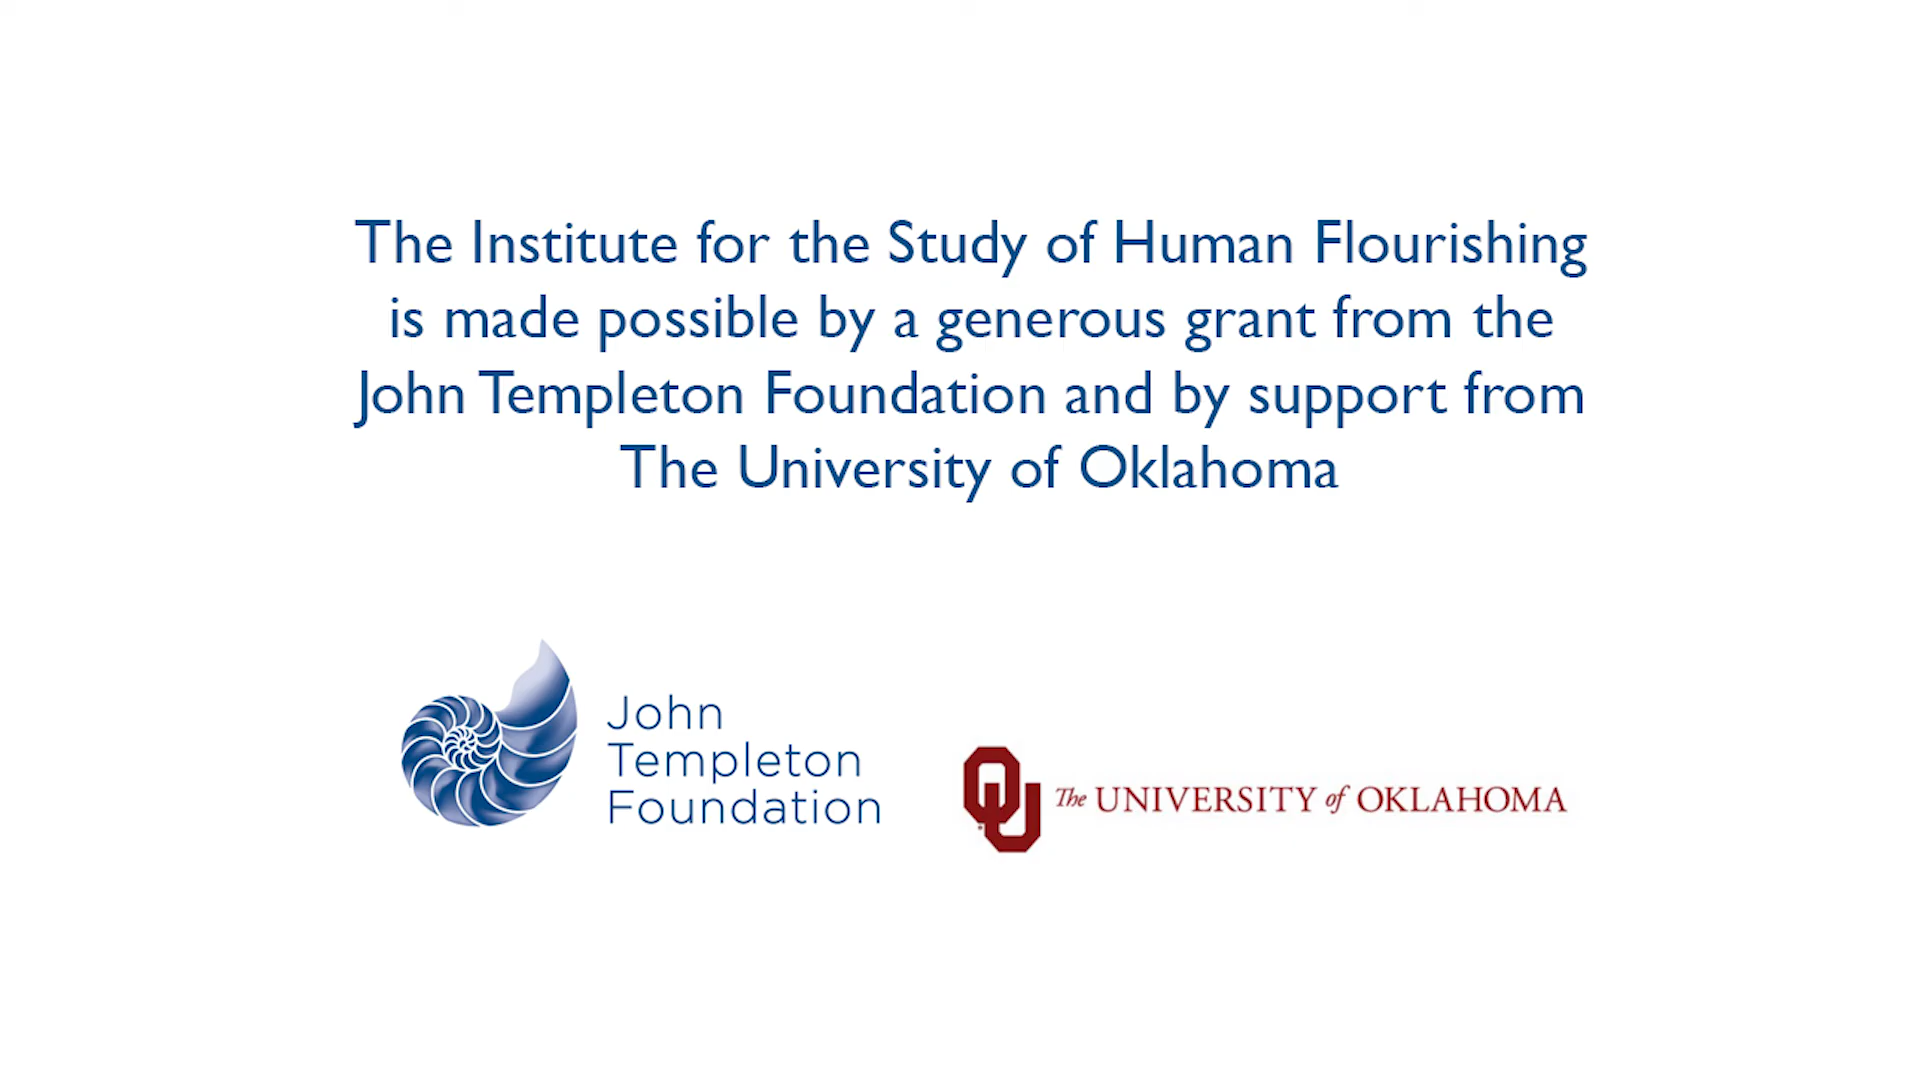 The Institute for the Study of Human Flourishing
is made possible by a generous grant from the
John Templeton Foundation and by support from
The University of Oklahoma
John
Templeton
Foundation
The UNIVERSITY of OKLAHOMA